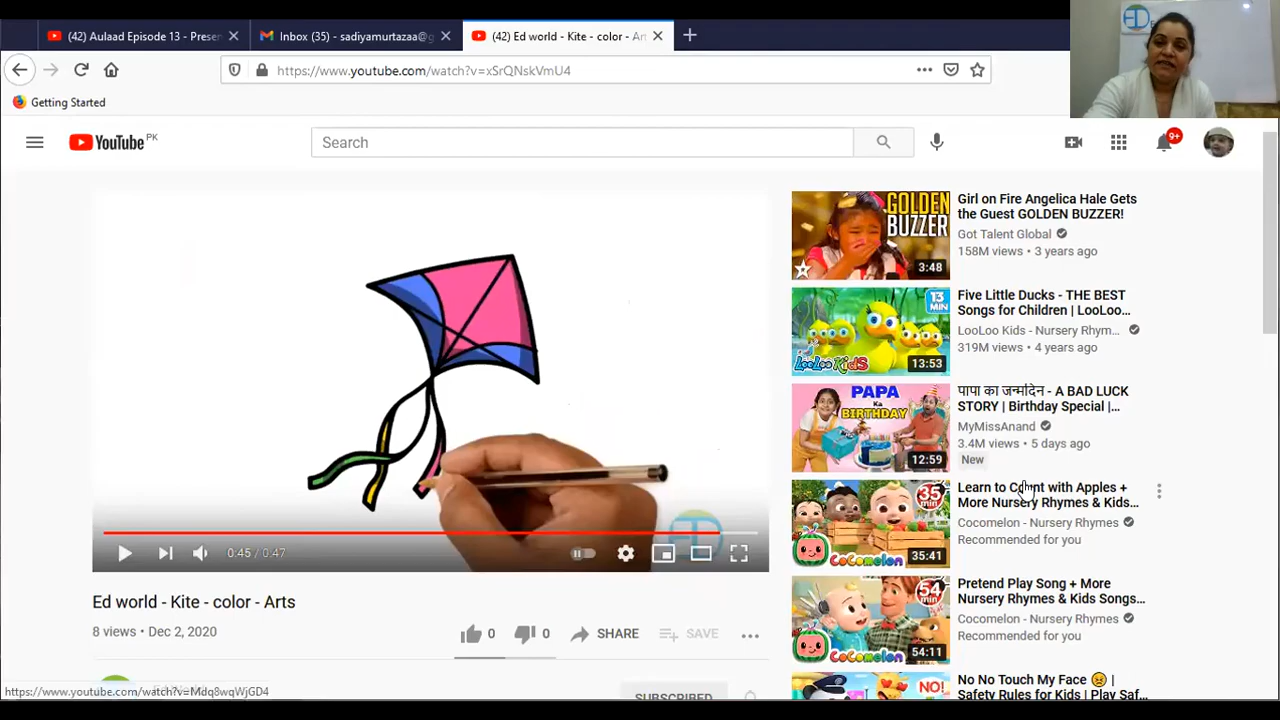 (42) Aulaad Episode 13 - Presen
Inbox (35) - sadiyamurtazaa@g
(42) Ed world - Kite - color - Art
https://www.youtube.com/watch?v=xSrQNskVmU4
Getting Started
YouTube PK
Search
9+
GOLDEN
BUZZER
3:48
Girl on Fire Angelica Hale Gets
the Guest GOLDEN BUZZER!
Got Talent Global
158M views • 3 years ago
13
MIN
LooLoo KIDS
13:53
Five Little Ducks - THE BEST
Songs for Children | LooLoo...
LooLoo Kids - Nursery Rhym...
319M views • 4 years ago
PAPA
Ka
BIRTHDAY
12:59
पापा का जन्मदिन - A BAD LUCK
STORY | Birthday Special |...
MyMissAnand
3.4M views • 5 days ago
New
35
MIN
CoComelon
35:41
Learn to Count with Apples +
More Nursery Rhymes & Kids...
Cocomelon - Nursery Rhymes
Recommended for you
54
MIN
CoComelon
54:11
Pretend Play Song + More
Nursery Rhymes & Kids Songs...
Cocomelon - Nursery Rhymes
Recommended for you
NO!
No No Touch My Face 😣 |
Safety Rules for Kids | Play Saf...
0:45 / 0:47
Ed world - Kite - color - Arts
8 views • Dec 2, 2020
0
0
SHARE
SAVE
SUBSCRIBED
https://www.youtube.com/watch?v=Mdq8wqWjGD4